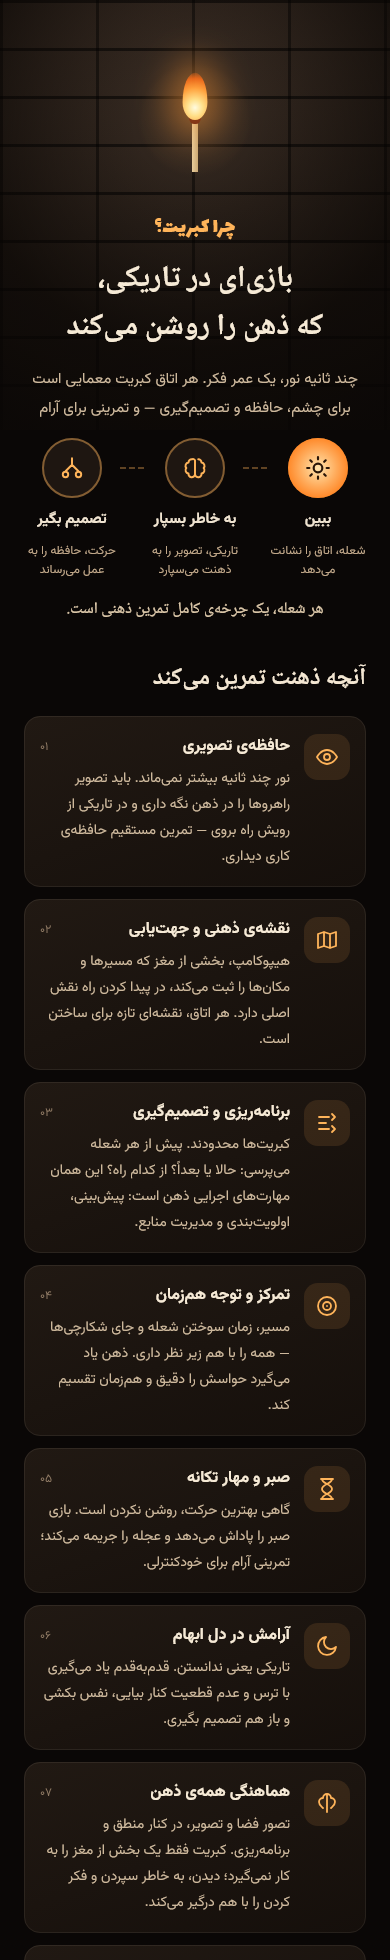 چرا کبریت؟
بازی‌ای در تاریکی،
که ذهن را روشن می‌کند
چند ثانیه نور، یک عمر فکر. هر اتاق کبریت معمایی است
برای چشم، حافظه و تصمیم‌گیری — و تمرینی برای آرام
ببین
شعله، اتاق را نشانت
می‌دهد
به خاطر بسپار
تاریکی، تصویر را به
ذهنت می‌سپارد
تصمیم بگیر
حرکت، حافظه را به
عمل می‌رساند
هر شعله، یک چرخه‌ی کامل تمرین ذهنی است.
آنچه ذهنت تمرین می‌کند
حافظه‌ی تصویری ۰۱
نور چند ثانیه بیشتر نمی‌ماند. باید تصویر
راهروها را در ذهن نگه داری و در تاریکی از
رویش راه بروی — تمرین مستقیم حافظه‌ی
کاری دیداری.
نقشه‌ی ذهنی و جهت‌یابی ۰۲
هیپوکامپ، بخشی از مغز که مسیرها و
مکان‌ها را ثبت می‌کند، در پیدا کردن راه نقش
اصلی دارد. هر اتاق، نقشه‌ای تازه برای ساختن
است.
برنامه‌ریزی و تصمیم‌گیری ۰۳
کبریت‌ها محدودند. پیش از هر شعله
می‌پرسی: حالا یا بعداً؟ از کدام راه؟ این همان
مهارت‌های اجرایی ذهن است: پیش‌بینی،
اولویت‌بندی و مدیریت منابع.
تمرکز و توجه هم‌زمان ۰۴
مسیر، زمان سوختن شعله و جای شکارچی‌ها
— همه را با هم زیر نظر داری. ذهن یاد
می‌گیرد حواسش را دقیق و هم‌زمان تقسیم
کند.
صبر و مهار تکانه ۰۵
گاهی بهترین حرکت، روشن نکردن است. بازی
صبر را پاداش می‌دهد و عجله را جریمه می‌کند؛
تمرینی آرام برای خودکنترلی.
آرامش در دل ابهام ۰۶
تاریکی یعنی ندانستن. قدم‌به‌قدم یاد می‌گیری
با ترس و عدم قطعیت کنار بیایی، نفس بکشی
و باز هم تصمیم بگیری.
هماهنگی همه‌ی ذهن ۰۷
تصور فضا و تصویر، در کنار منطق و
برنامه‌ریزی. کبریت فقط یک بخش از مغز را به
کار نمی‌گیرد؛ دیدن، به خاطر سپردن و فکر
کردن را با هم درگیر می‌کند.